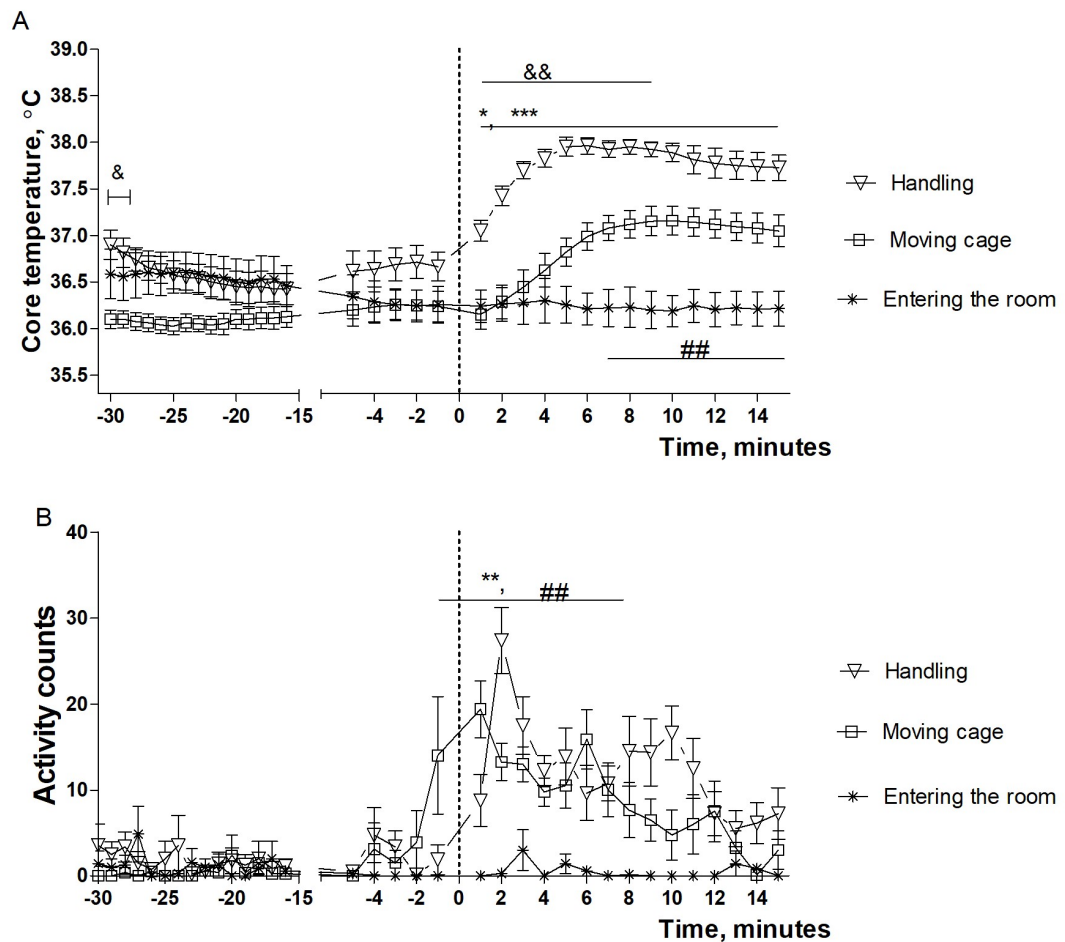 A
39.0
&&
38.5
*, ***
38.0
&
37.5
Handling
37.0
Moving cage
36.5
Entering the room
36.0
##
35.5
Core temperature, °C
-30 -25 -20 -15 -4 -2 0 2 4 6 8 10 12 14
Time, minutes
B
40
**, ##
30
Handling
20
Moving cage
10
Entering the room
0
Activity counts
-30 -25 -20 -15 -4 -2 0 2 4 6 8 10 12 14
Time, minutes